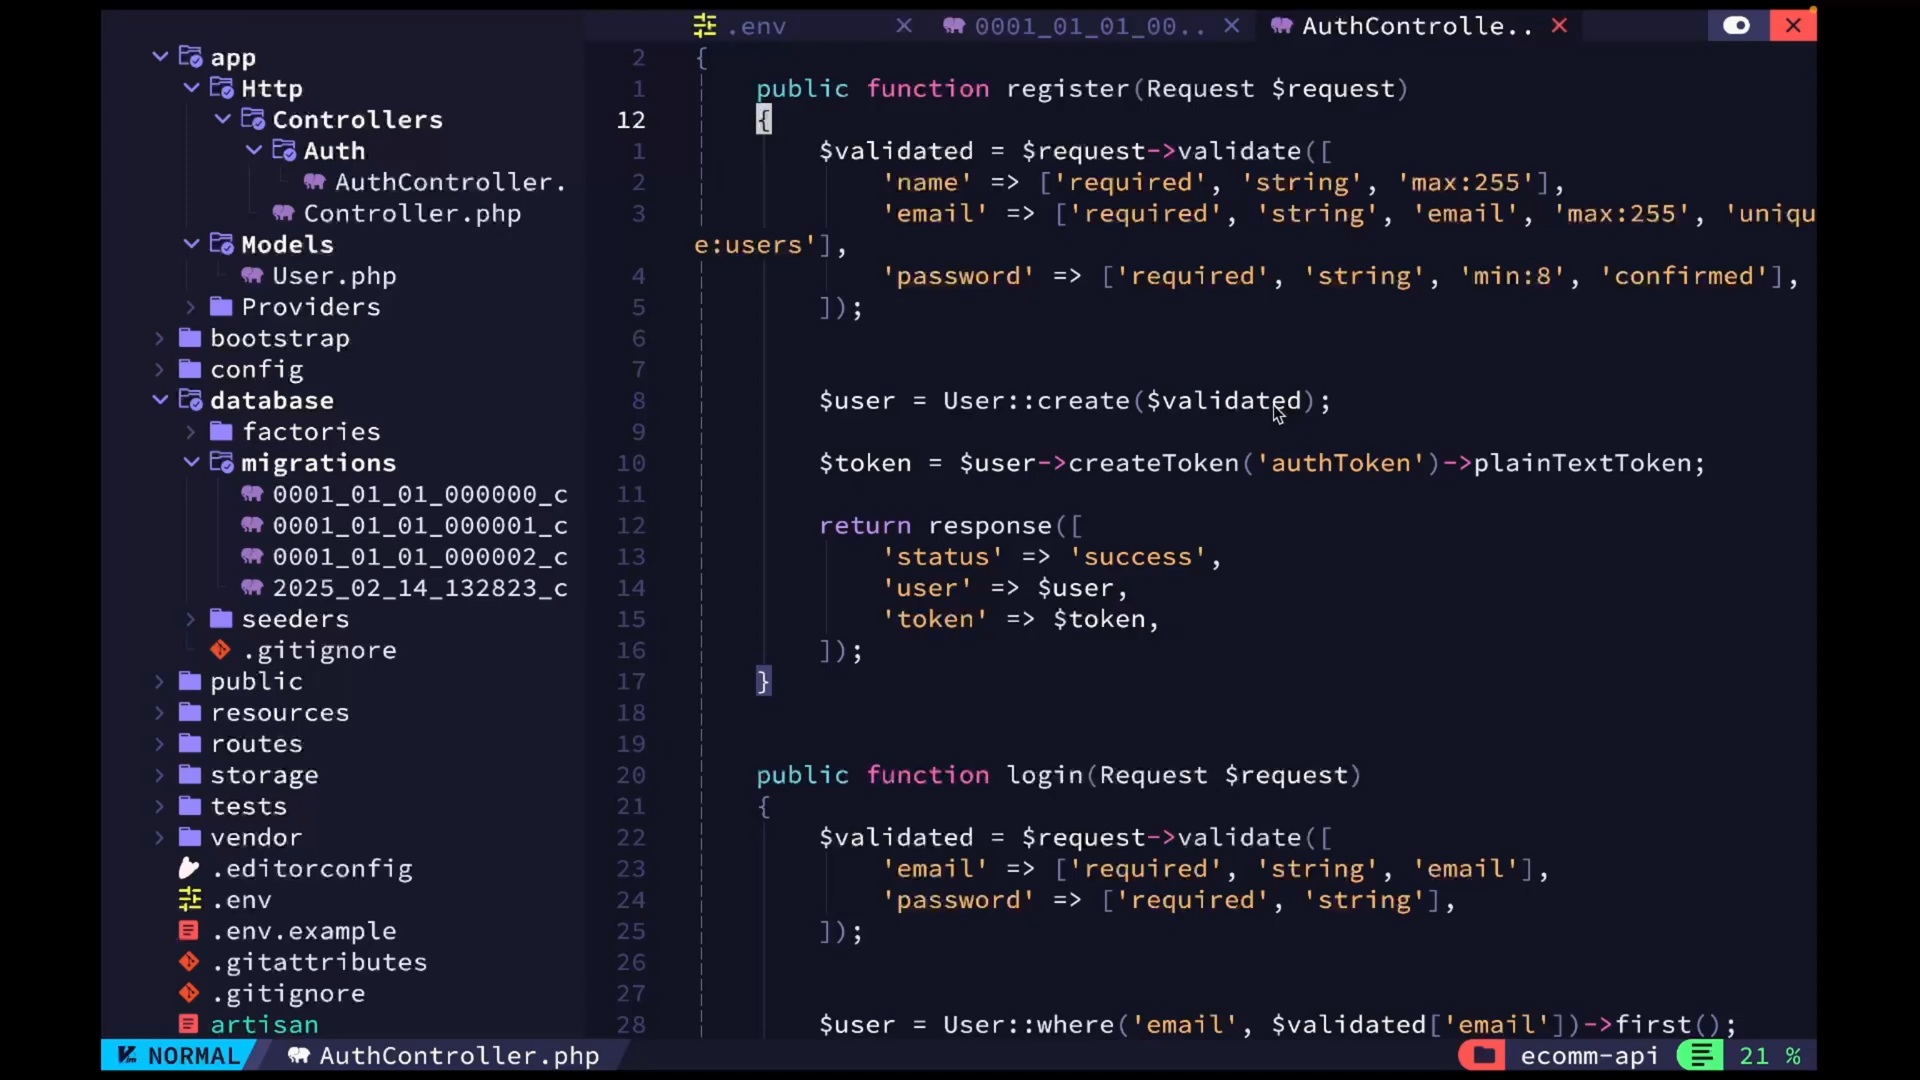 .env
0001_01_01_00..
AuthControlle..
app
Http
Controllers
Auth
AuthController.
Controller.php
Models
User.php
Providers
bootstrap
config
database
factories
migrations
0001_01_01_000000_c
0001_01_01_000001_c
0001_01_01_000002_c
2025_02_14_132823_c
seeders
.gitignore
public
resources
routes
storage
tests
vendor
.editorconfig
.env
.env.example
.gitattributes
.gitignore
artisan
2 {
1 public function register(Request $request)
12 {
1 $validated = $request->validate([
2 'name' => ['required', 'string', 'max:255'],
3 'email' => ['required', 'string', 'email', 'max:255', 'uniqu
e:users'],
4 'password' => ['required', 'string', 'min:8', 'confirmed'],
5 ]);
6
7
8 $user = User::create($validated);
9
10 $token = $user->createToken('authToken')->plainTextToken;
11
12 return response([
13 'status' => 'success',
14 'user' => $user,
15 'token' => $token,
16 ]);
17 }
18
19
20 public function login(Request $request)
21 {
22 $validated = $request->validate([
23 'email' => ['required', 'string', 'email'],
24 'password' => ['required', 'string'],
25 ]);
26
27
28 $user = User::where('email', $validated['email'])->first();
NORMAL AuthController.php ecomm-api 21 %